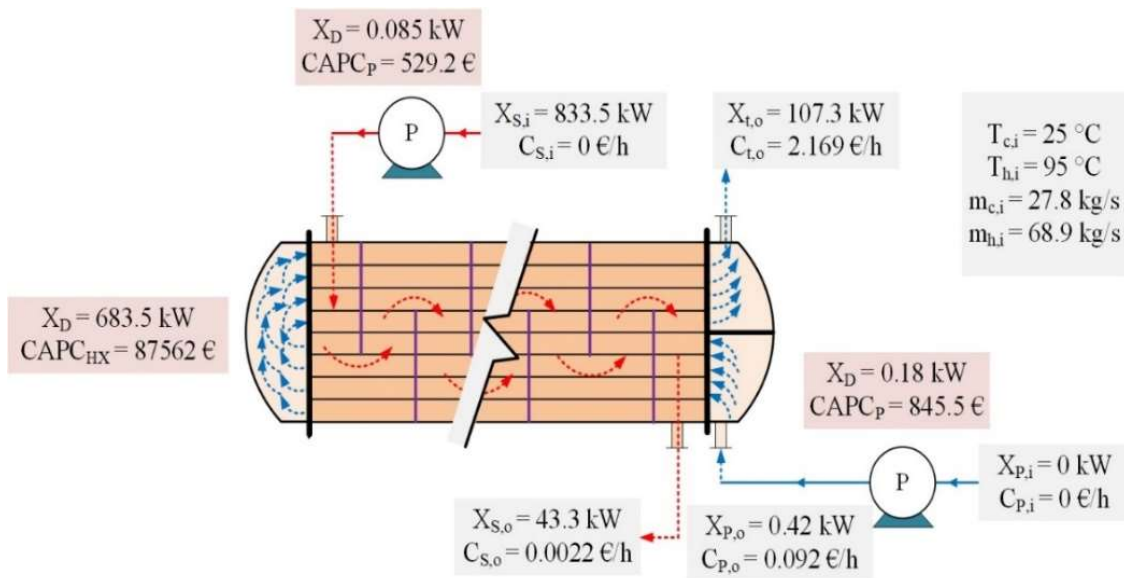 X_D = 0.085 kW
CAPC_P = 529.2 €
P
X_S,i = 833.5 kW
C_S,i = 0 €/h
X_t,o = 107.3 kW
C_t,o = 2.169 €/h
T_c,i = 25 °C
T_h,i = 95 °C
m_c,i = 27.8 kg/s
m_h,i = 68.9 kg/s
X_D = 683.5 kW
CAPC_HX = 87562 €
X_D = 0.18 kW
CAPC_P = 845.5 €
P
X_P,i = 0 kW
C_P,i = 0 €/h
X_S,o = 43.3 kW
C_S,o = 0.0022 €/h
X_P,o = 0.42 kW
C_P,o = 0.092 €/h